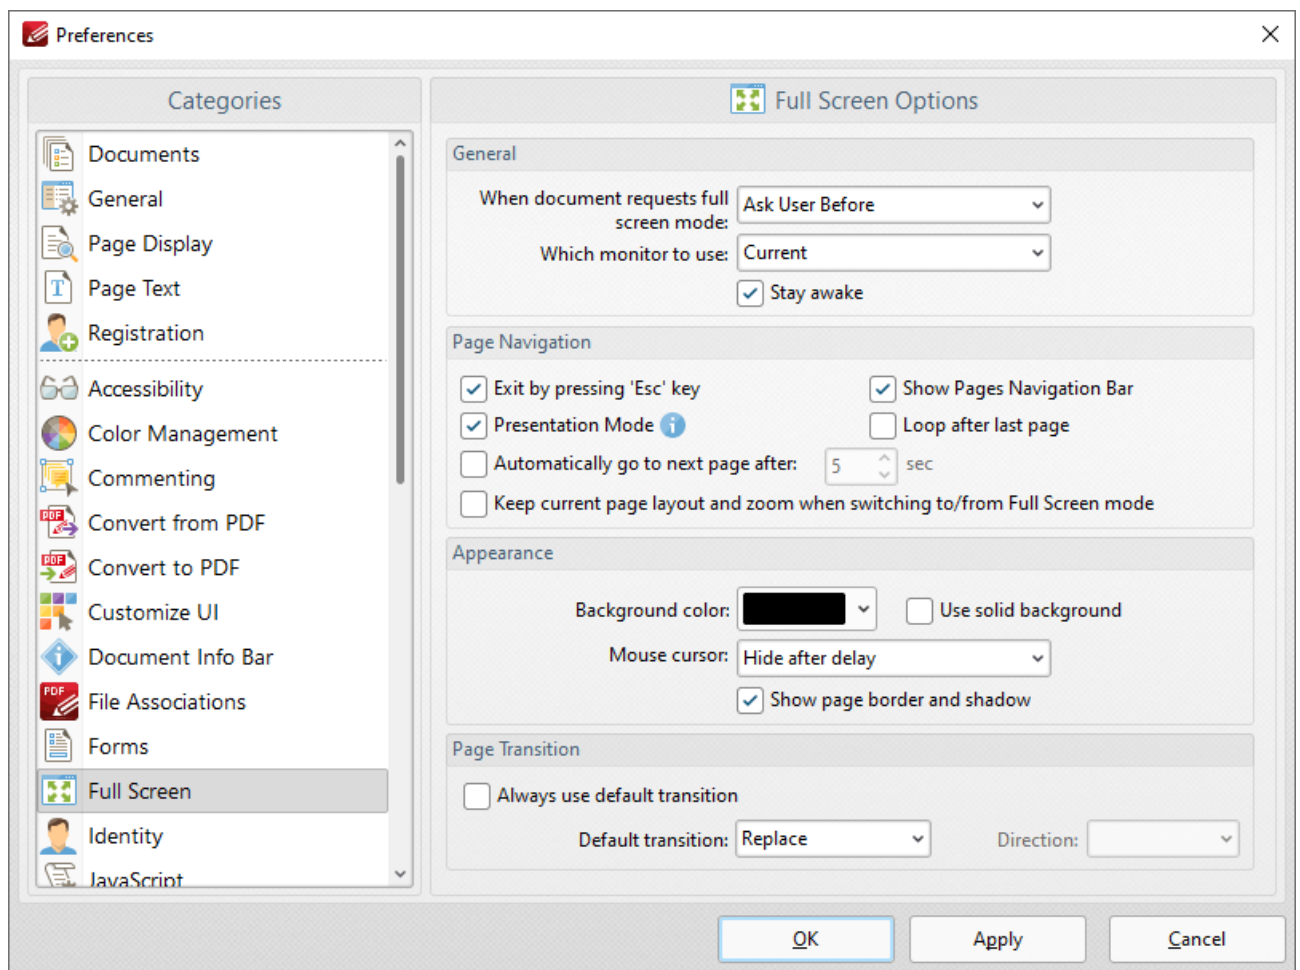 Preferences
Categories
Documents
General
Page Display
Page Text
Registration
Accessibility
Color Management
Commenting
Convert from PDF
Convert to PDF
Customize UI
Document Info Bar
File Associations
Forms
Full Screen
Identity
JavaScript
Full Screen Options
General
When document requests full
screen mode:
Ask User Before
Which monitor to use:
Current
Stay awake
Page Navigation
Exit by pressing 'Esc' key
Show Pages Navigation Bar
Presentation Mode
Loop after last page
Automatically go to next page after:
5
sec
Keep current page layout and zoom when switching to/from Full Screen mode
Appearance
Background color:
Use solid background
Mouse cursor:
Hide after delay
Show page border and shadow
Page Transition
Always use default transition
Default transition:
Replace
Direction:
OK
Apply
Cancel